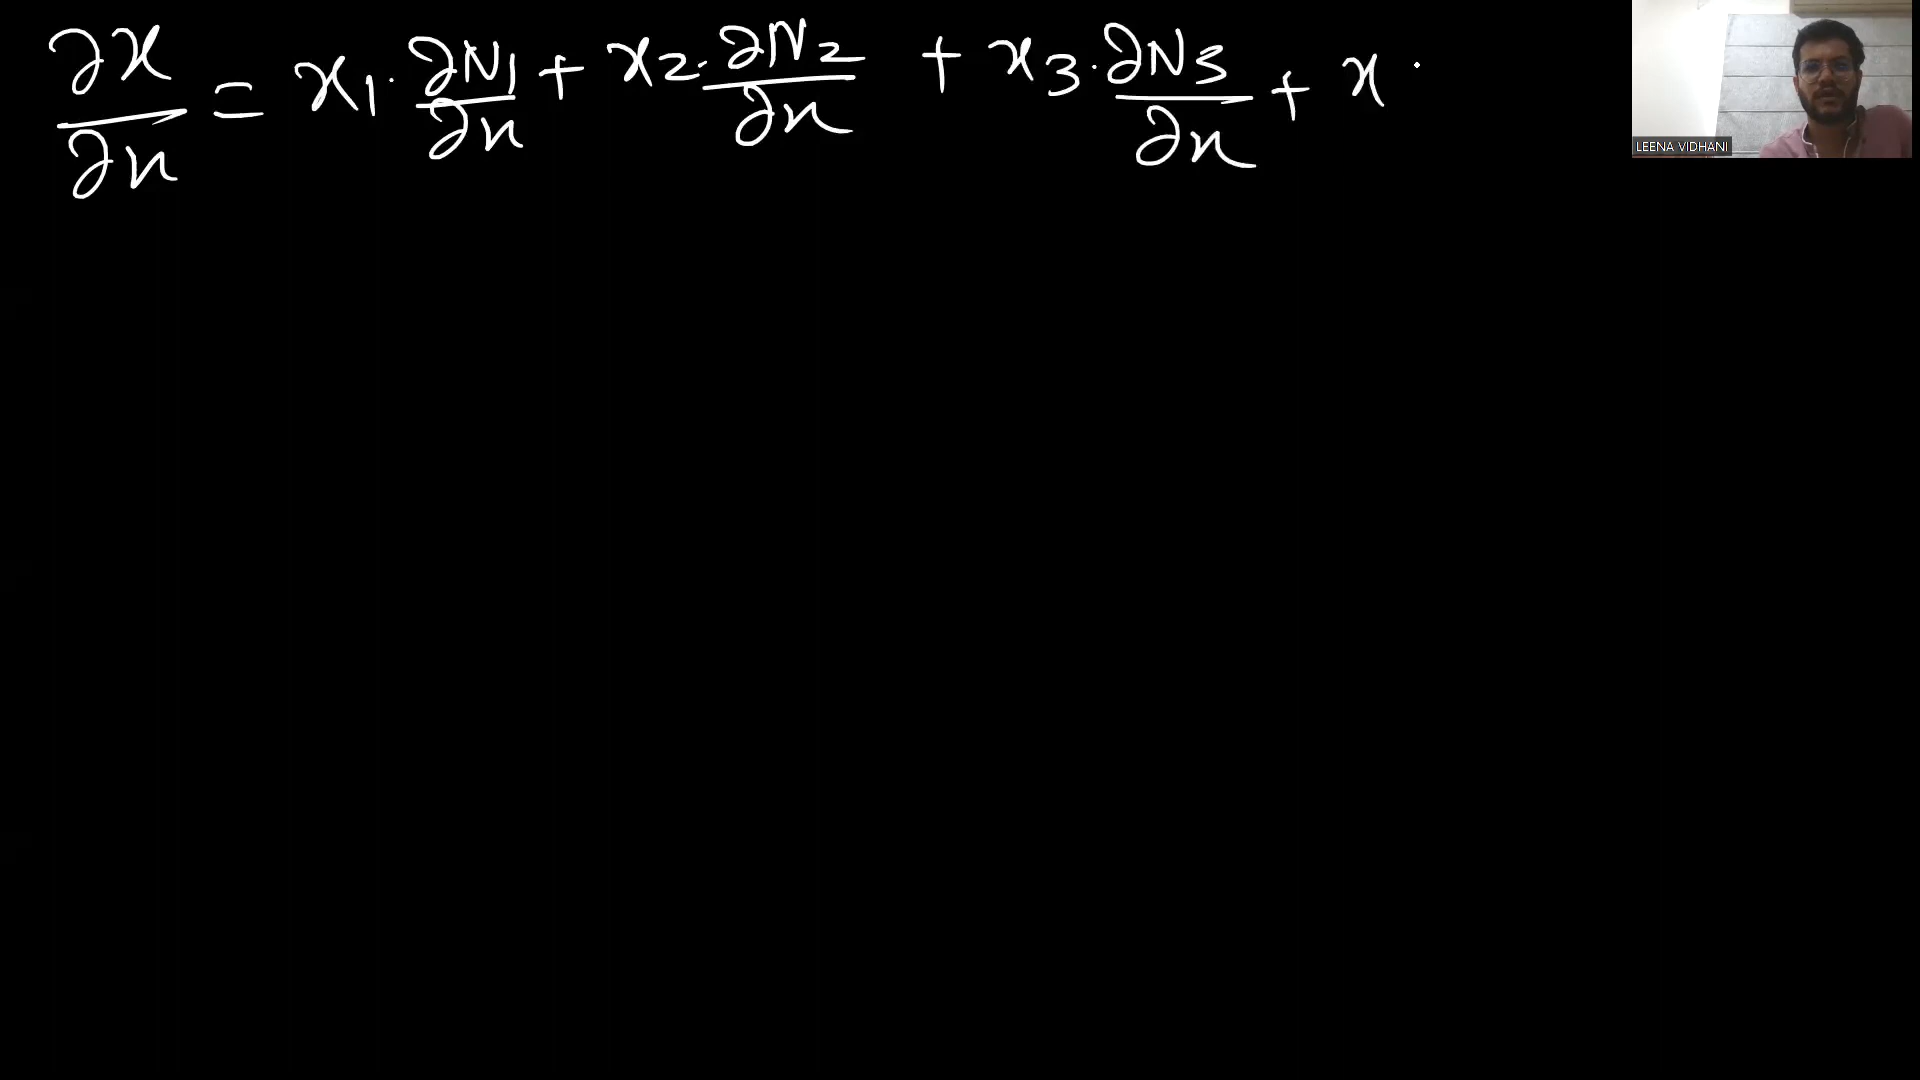 ∂x/∂n = x1 · ∂N1/∂n + x2 · ∂N2/∂n + x3 · ∂N3/∂n + x ·
LEENA VIDHANI